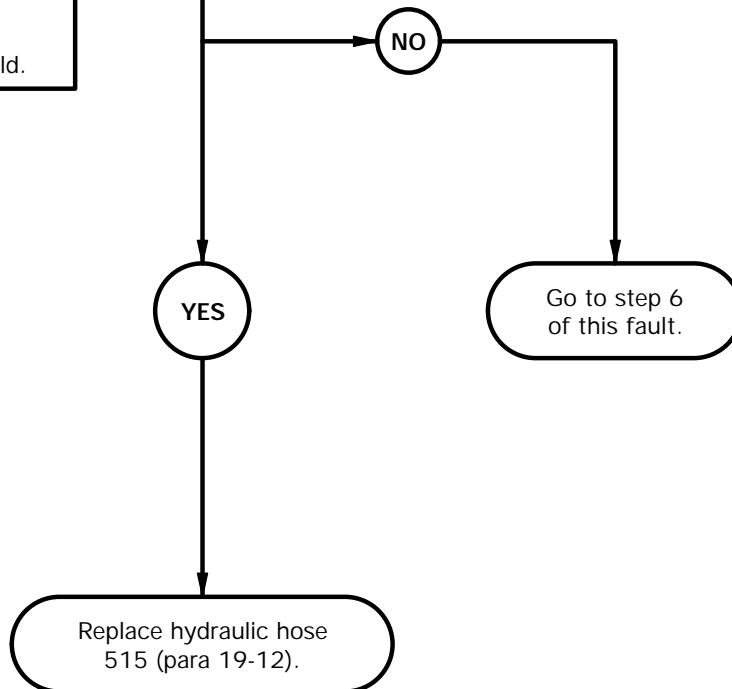 ld.
NO
YES
Go to step 6
of this fault.
Replace hydraulic hose
515 (para 19-12).